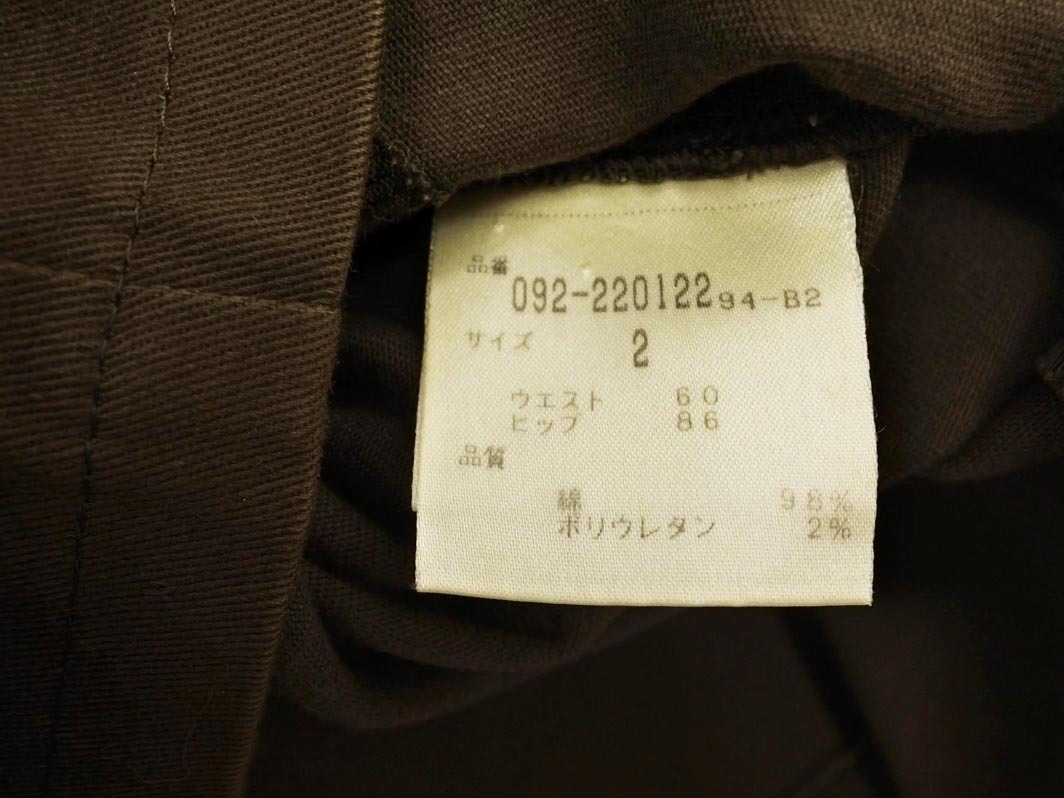 品番
092-220122 94-B2
サイズ 2
ウエスト 60
ヒップ 86
品質
綿 98%
ポリウレタン 2%